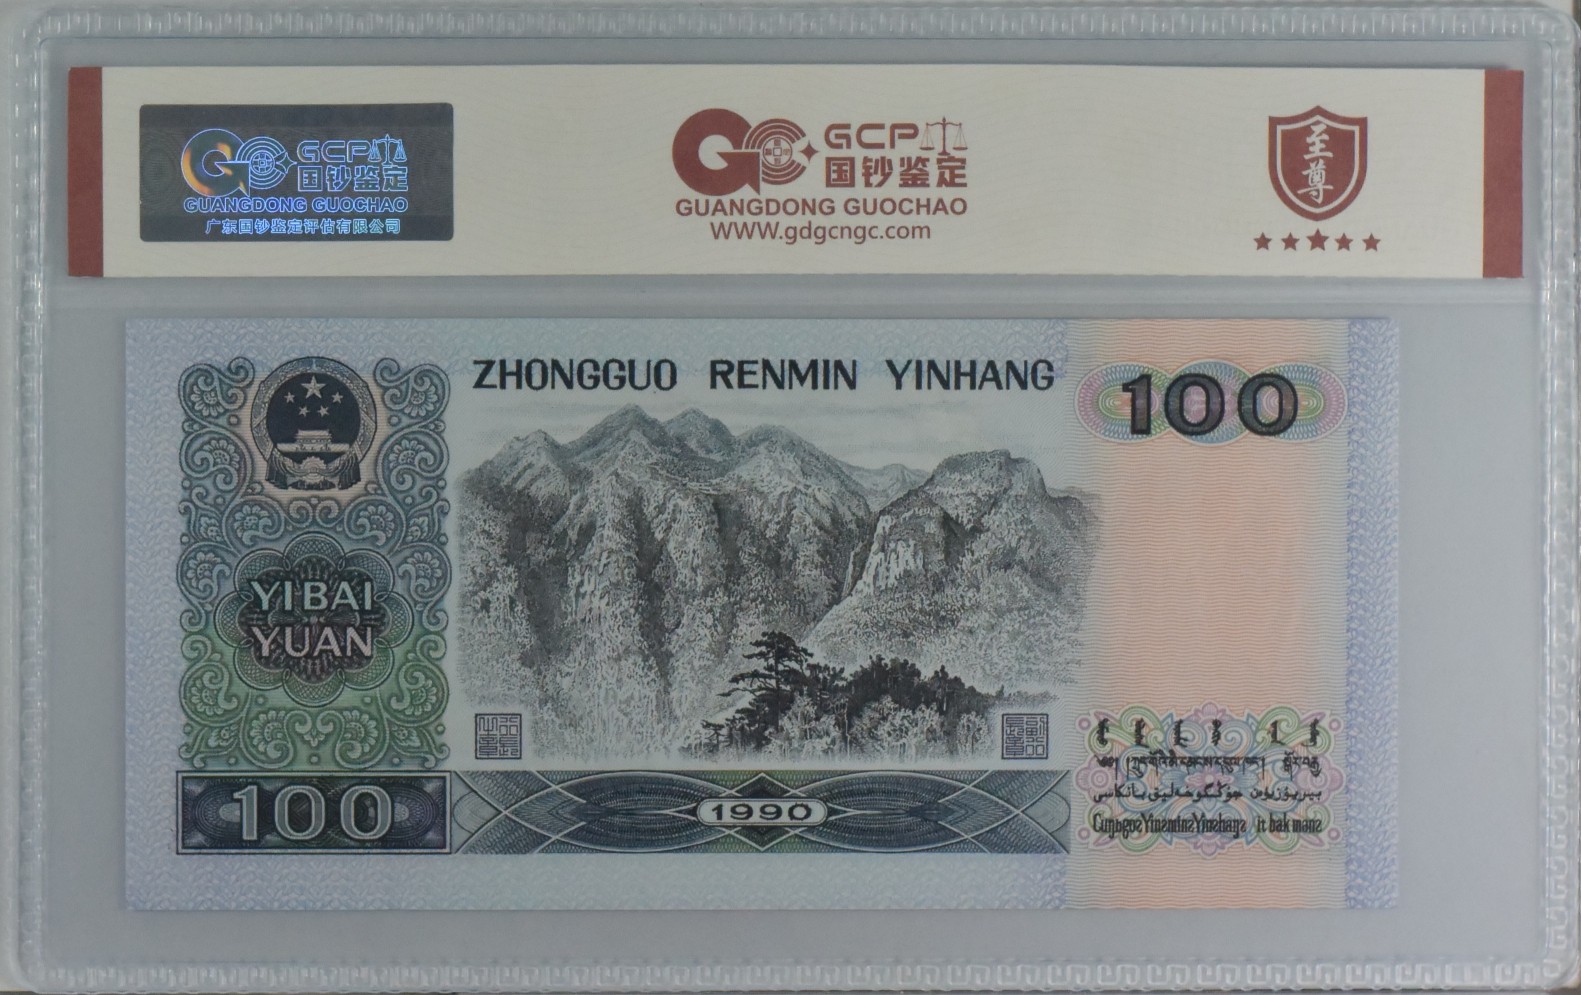 GCP
国钞鉴定
GUANGDONG GUOCHAO
广东国钞鉴定评估有限公司
GCP
国钞鉴定
GUANGDONG GUOCHAO
WWW.gdgcngc.com
至尊
ZHONGGUO RENMIN YINHANG
100
YIBAI
YUAN
100
1990